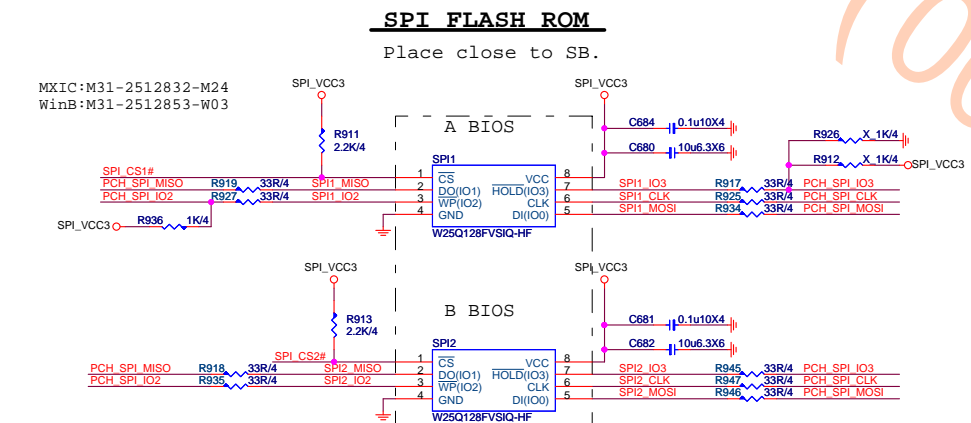 SPI FLASH ROM
Place close to SB.
MXIC:M31-2512832-M24
WinB:M31-2512853-W03
SPI_VCC3
SPI_VCC3
R911
2.2K/4
A BIOS
C684 0.1u10X4
C680 10u6.3X6
R926 X_1K/4
R912 X_1K/4 SPI_VCC3
SPI_CS1#
PCH_SPI_MISO R919 33R/4 SPI1_MISO
PCH_SPI_IO2 R927 33R/4 SPI1_IO2
SPI_VCC3 R936 1K/4
SPI1
1 CS VCC 8
2 DO(IO1) HOLD(IO3) 7
3 WP(IO2) CLK 6
4 GND DI(IO0) 5
W25Q128FVSIQ-HF
SPI1_IO3 R917 33R/4 PCH_SPI_IO3
SPI1_CLK R925 33R/4 PCH_SPI_CLK
SPI1_MOSI R934 33R/4 PCH_SPI_MOSI
SPI_VCC3
SPI_VCC3
R913
2.2K/4
B BIOS
C681 0.1u10X4
C682 10u6.3X6
SPI_CS2#
PCH_SPI_MISO R918 33R/4 SPI2_MISO
PCH_SPI_IO2 R935 33R/4 SPI2_IO2
SPI2
1 CS VCC 8
2 DO(IO1) HOLD(IO3) 7
3 WP(IO2) CLK 6
4 GND DI(IO0) 5
W25Q128FVSIQ-HF
SPI2_IO3 R945 33R/4 PCH_SPI_IO3
SPI2_CLK R947 33R/4 PCH_SPI_CLK
SPI2_MOSI R946 33R/4 PCH_SPI_MOSI